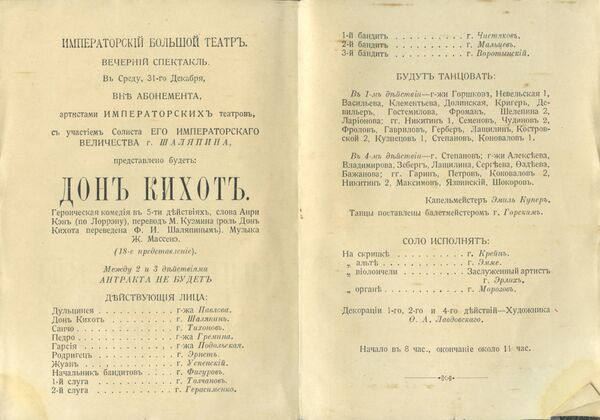 ИМПЕРАТОРСКІЙ БОЛЬШОЙ ТЕАТРЪ.
ВЕЧЕРНІЙ СПЕКТАКЛЬ.
Въ Среду, 31-го Декабря,
ВНѢ АБОНЕМЕНТА,
артистами ИМПЕРАТОРСКИХЪ театровъ,
съ участіемъ Солиста ЕГО ИМПЕРАТОРСКАГО
ВЕЛИЧЕСТВА г. ШАЛЯПИНА,
представлено будетъ:
ДОНЪ КИХОТЪ.
Героическая комедія въ 5-ти дѣйствіяхъ, слова Анри
Кэнъ (по Лоррэну), переводъ М. Кузмина (роль Донъ
Кихота переведена Ф. И. Шаляпинымъ). Музыка
Ж. Массенэ.
(18-е представленіе).
Между 2 и 3 дѣйствіями
АНТРАКТА НЕ БУДЕТЪ
ДѢЙСТВУЮЩІЯ ЛИЦА:
Дульцинея . . . . . . . . . . г-жа Павлова.
Донъ Кихотъ . . . . . . . . . г. Шаляпинъ.
Санчо . . . . . . . . . . . г. Тихоновъ.
Педро . . . . . . . . . . . г-жа Гремина.
Гарсія . . . . . . . . . . . г-жа Подольская.
Родригецъ . . . . . . . . . . г. Эрнстъ.
Жуанъ . . . . . . . . . . . г. Успенскій.
Начальникъ бандитовъ . . . . . . г. Фигуровъ.
1-й слуга . . . . . . . . . . г. Толчановъ.
2-й слуга . . . . . . . . . . г. Герасименко.
1-й бандитъ . . . . . . . . . г. Чистяковъ.
2-й бандитъ . . . . . . . . . г. Мальцевъ.
3-й бандитъ . . . . . . . . . г. Воротынскій.
БУДУТЪ ТАНЦОВАТЬ:
Въ 1-мъ дѣйствіи—г-жи Горшковъ, Невельская 1,
Васильева, Клементьева, Долинская, Кригеръ, Де-
вильеръ, Гостемилова, Фроманъ, Шеленина 2,
Ларіонова; гг. Никитинъ 1, Семеновъ, Чудиновъ 2,
Фроловъ, Гавриловъ, Герберъ, Лащилинъ, Костров-
ской 2, Кузнецовъ 1, Степановъ, Коноваловъ 1.
Въ 4-мъ дѣйствіи—г. Степановъ; г-жи Алексѣева,
Владимирова, Зебергъ, Лащилина, Сергѣева, Фадѣева,
Бажанова; гг. Гаринъ, Петровъ, Коноваловъ 2,
Никитинъ 2, Максимовъ, Язвинскій, Шокоровъ.
Капельмейстеръ Эмиль Куперъ.
Танцы поставлены балетмейстеромъ г. Горскимъ.
СОЛО ИСПОЛНЯТЪ:
На скрипкѣ . . . . . . . . г. Крейнъ.
„ альтѣ . . . . . . . . . г. Эмме.
„ віолончели . . . . . . Заслуженный артистъ
г. Эрлихъ,
„ органѣ . . . . . . . . г. Морозовъ.
Декораціи 1-го, 2-го и 4-го дѣйствій—Художника
Ѳ. А. Лавдовскаго.
Начало въ 8 час., окончаніе около 11 час.